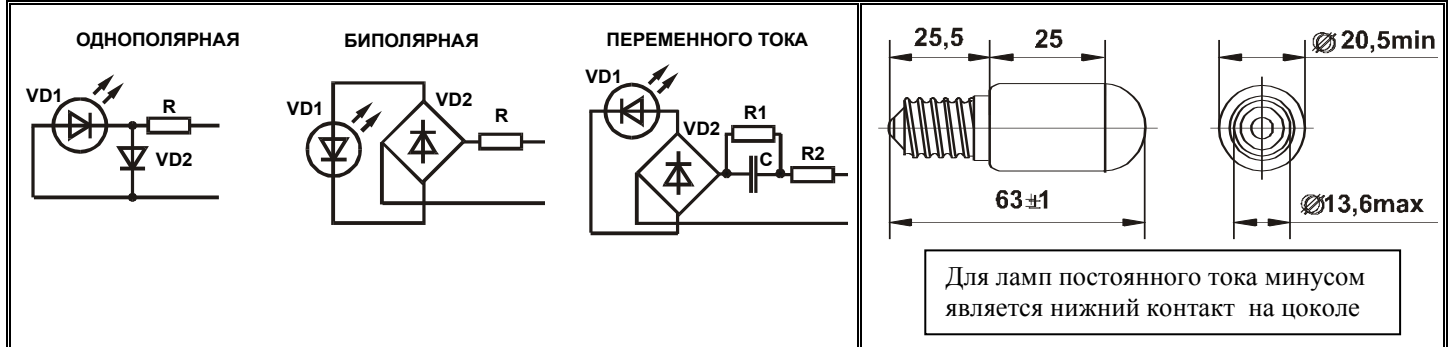 ОДНОПОЛЯРНАЯ
VD1
R
VD2
БИПОЛЯРНАЯ
VD1
VD2
R
ПЕРЕМЕННОГО ТОКА
VD1
VD2
R1
C
R2
25,5
25
63±1
Ø20,5min
Ø13,6max
Для ламп постоянного тока минусом
является нижний контакт на цоколе